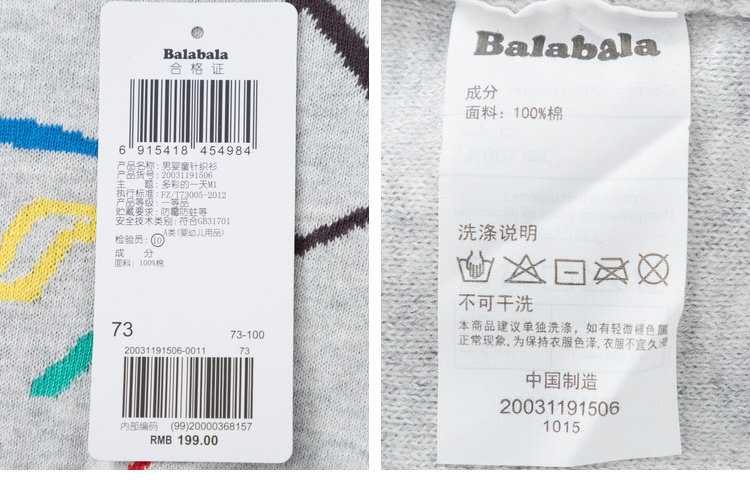 Balabala
合格证
6 915418 454984
产品名称: 男婴童针织衫
产品货号: 20031191506
主 题: 多彩的一天M1
执行标准: FZ/T73005-2012
产品等级: 一等品
贮藏要求: 防霉防蛀等
安全技术类别: 符合GB31701
A类(婴幼儿用品)
检验员: 10
成 分
面料: 100%棉
73
73-100
20031191506-0011 73
内部编码 (99)20000368157
RMB 199.00
Balabala
成分
面料: 100%棉
洗涤说明
不可干洗
本商品建议单独洗涤, 如有轻微褪色属
正常现象, 为保持衣服色泽, 衣服不宜久浸
中国制造
20031191506
1015